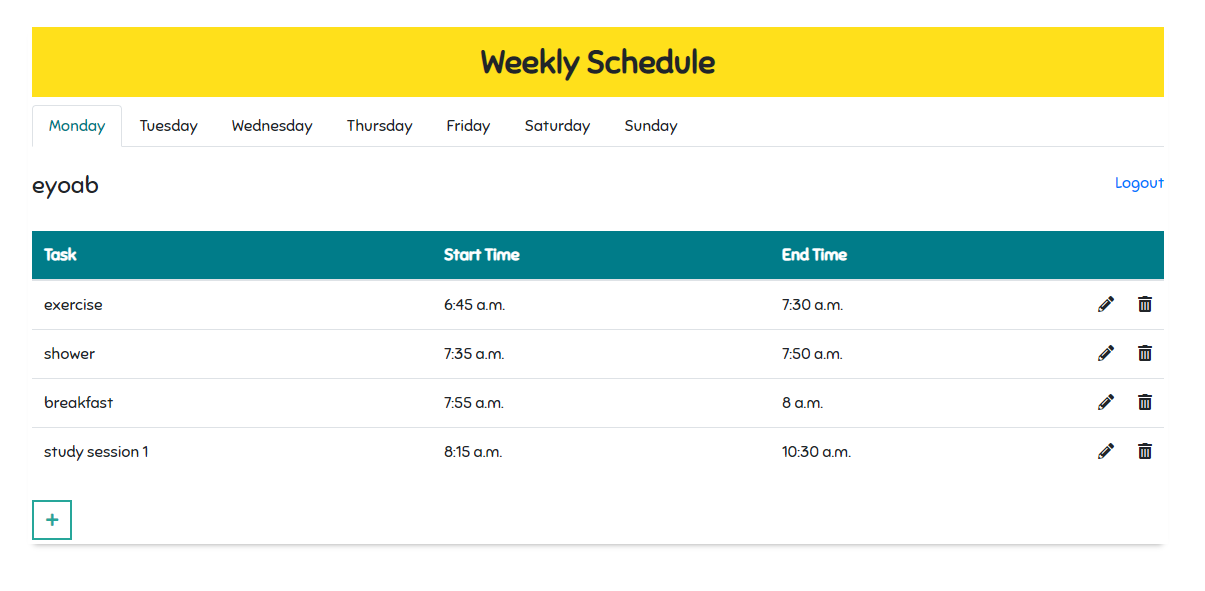 Weekly Schedule
Monday Tuesday Wednesday Thursday Friday Saturday Sunday
eyoab Logout
Task Start Time End Time
exercise 6:45 a.m. 7:30 a.m.
shower 7:35 a.m. 7:50 a.m.
breakfast 7:55 a.m. 8 a.m.
study session 1 8:15 a.m. 10:30 a.m.
+